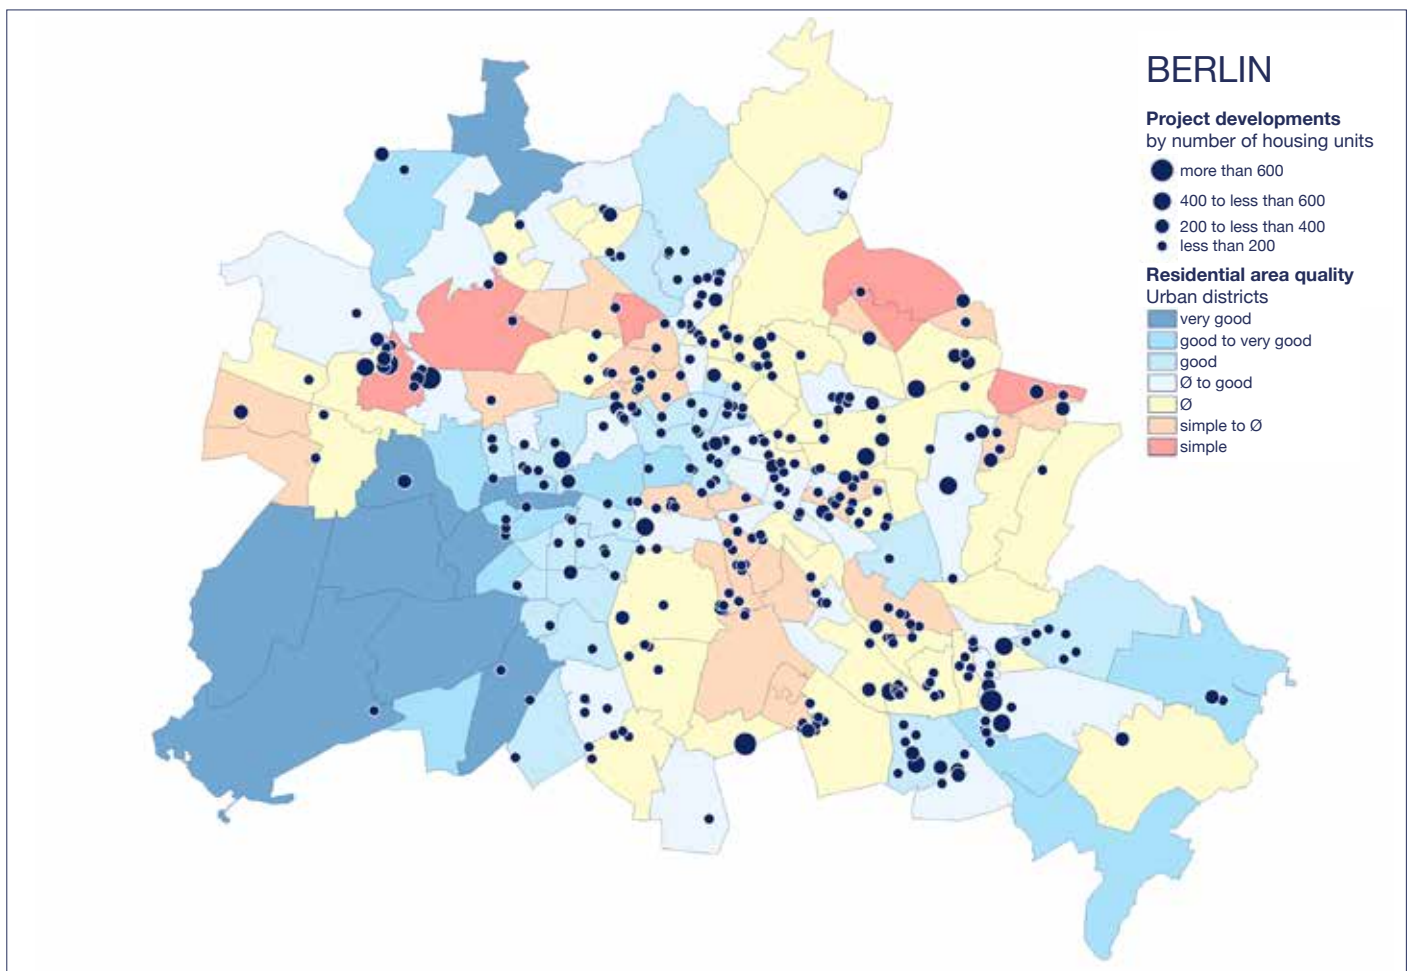 BERLIN
Project developments
by number of housing units
more than 600
400 to less than 600
200 to less than 400
less than 200
Residential area quality
Urban districts
very good
good to very good
good
Ø to good
Ø
simple to Ø
simple